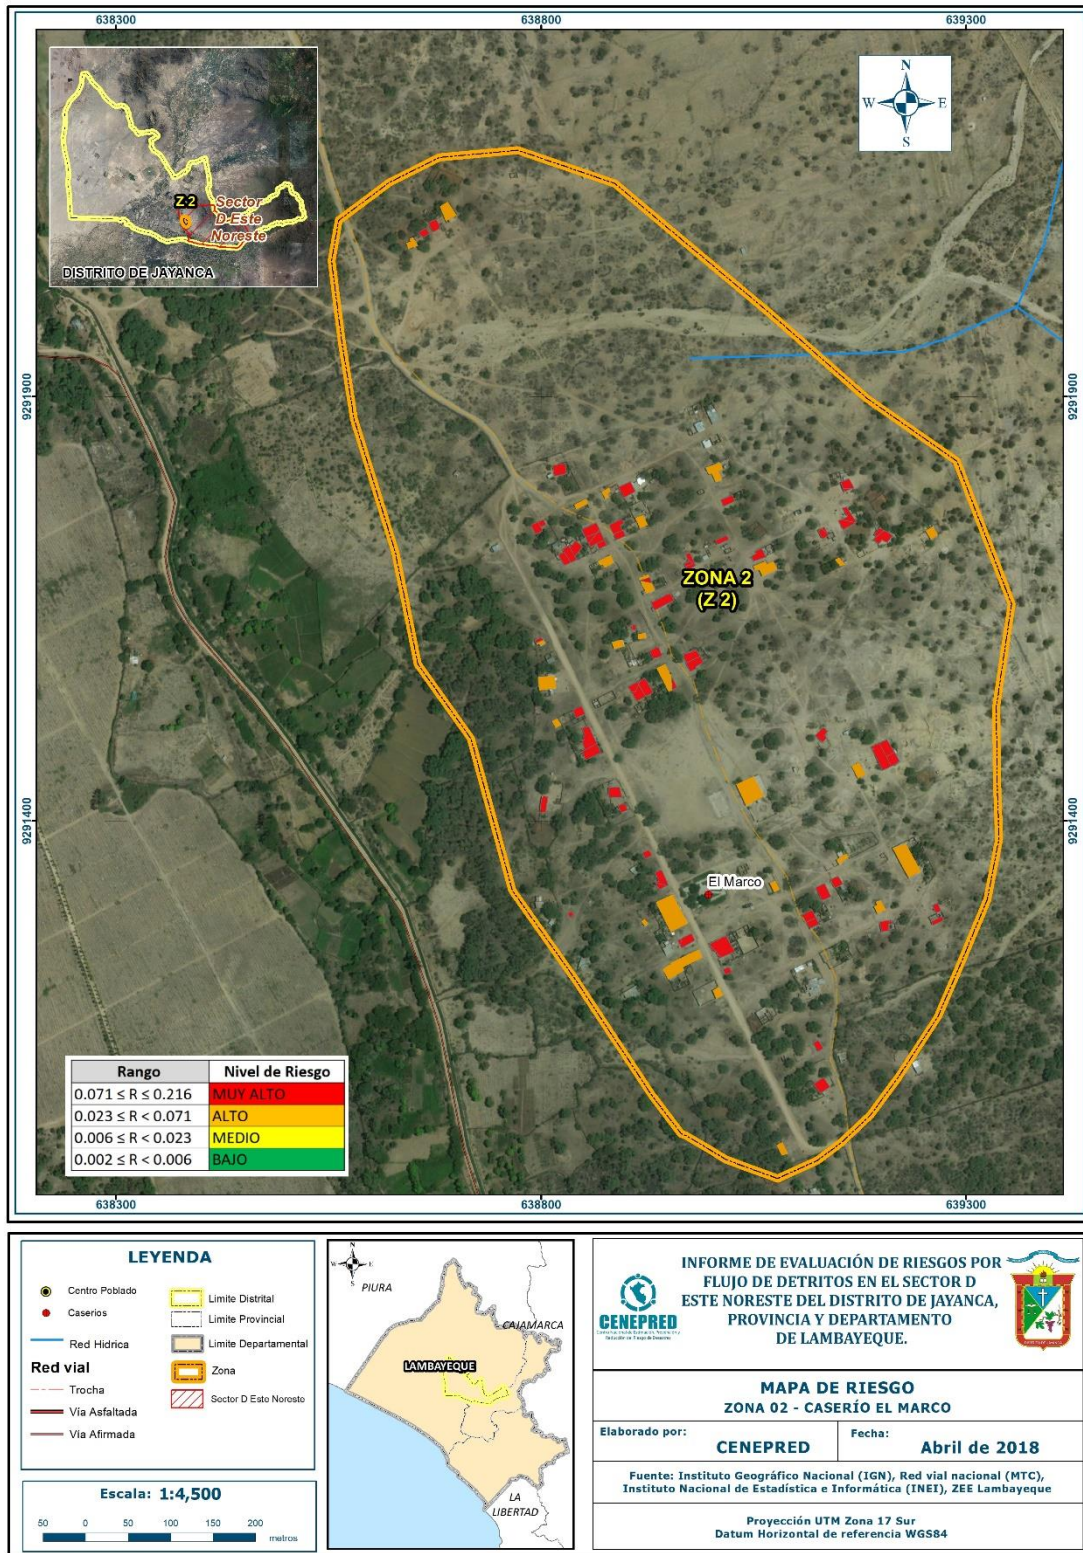 638300
638800
639300
N
W
E
S
Z 2
Sector
D-Este
Noreste
DISTRITO DE JAYANCA
9291900
9291900
ZONA 2
(Z 2)
9291400
9291400
El Marco
Rango Nivel de Riesgo
0.071 ≤ R ≤ 0.216 MUY ALTO
0.023 ≤ R < 0.071 ALTO
0.006 ≤ R < 0.023 MEDIO
0.002 ≤ R < 0.006 BAJO
638300
638800
639300
LEYENDA
Centro Poblado
Caserios
Red Hidrica
Red vial
Trocha
Vía Asfaltada
Vía Afirmada
Limite Distrital
Limite Provincial
Limite Departamental
Zona
Sector D Este Noreste
Escala: 1:4,500
50 0 50 100 150 200
metros
N
W
E
S
PIURA
CAJAMARCA
LAMBAYEQUE
LA
LIBERTAD
CENEPRED
INFORME DE EVALUACIÓN DE RIESGOS POR
FLUJO DE DETRITOS EN EL SECTOR D
ESTE NORESTE DEL DISTRITO DE JAYANCA,
PROVINCIA Y DEPARTAMENTO
DE LAMBAYEQUE.
MAPA DE RIESGO
ZONA 02 - CASERÍO EL MARCO
Elaborado por:
CENEPRED
Fecha:
Abril de 2018
Fuente: Instituto Geográfico Nacional (IGN), Red vial nacional (MTC),
Instituto Nacional de Estadística e Informática (INEI), ZEE Lambayeque
Proyección UTM Zona 17 Sur
Datum Horizontal de referencia WGS84